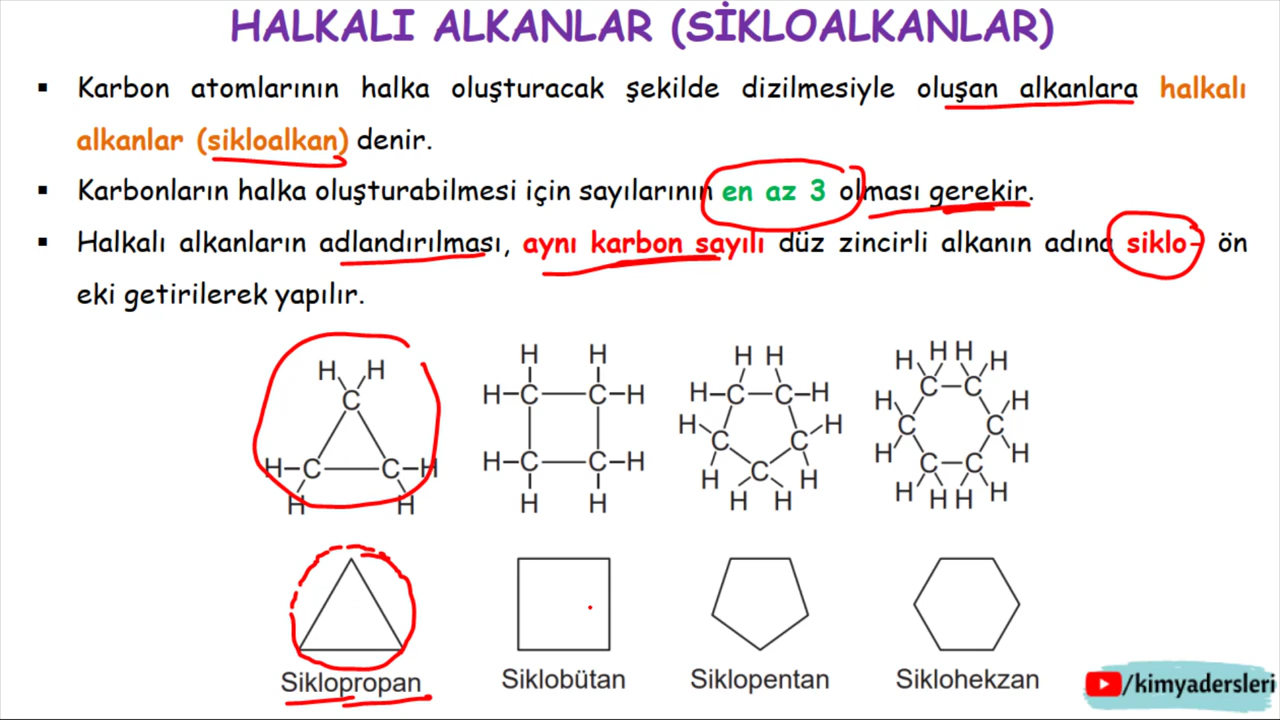 HALKALI ALKANLAR (SİKLOALKANLAR)
▪ Karbon atomlarının halka oluşturacak şekilde dizilmesiyle oluşan alkanlara halkalı
alkanlar (sikloalkan) denir.
▪ Karbonların halka oluşturabilmesi için sayılarının en az 3 olması gerekir.
▪ Halkalı alkanların adlandırılması, aynı karbon sayılı düz zincirli alkanın adına siklo- ön
eki getirilerek yapılır.
H H
C
H–C C–H
H H
H H
H–C C–H
H–C C–H
H H
H H
H–C–C–H
H C C H
H C H
H H
H H H H
C–C
H C C H
H C–C H
H H H H
Siklopropan
Siklobütan
Siklopentan
Siklohekzan
/kimyadersleri